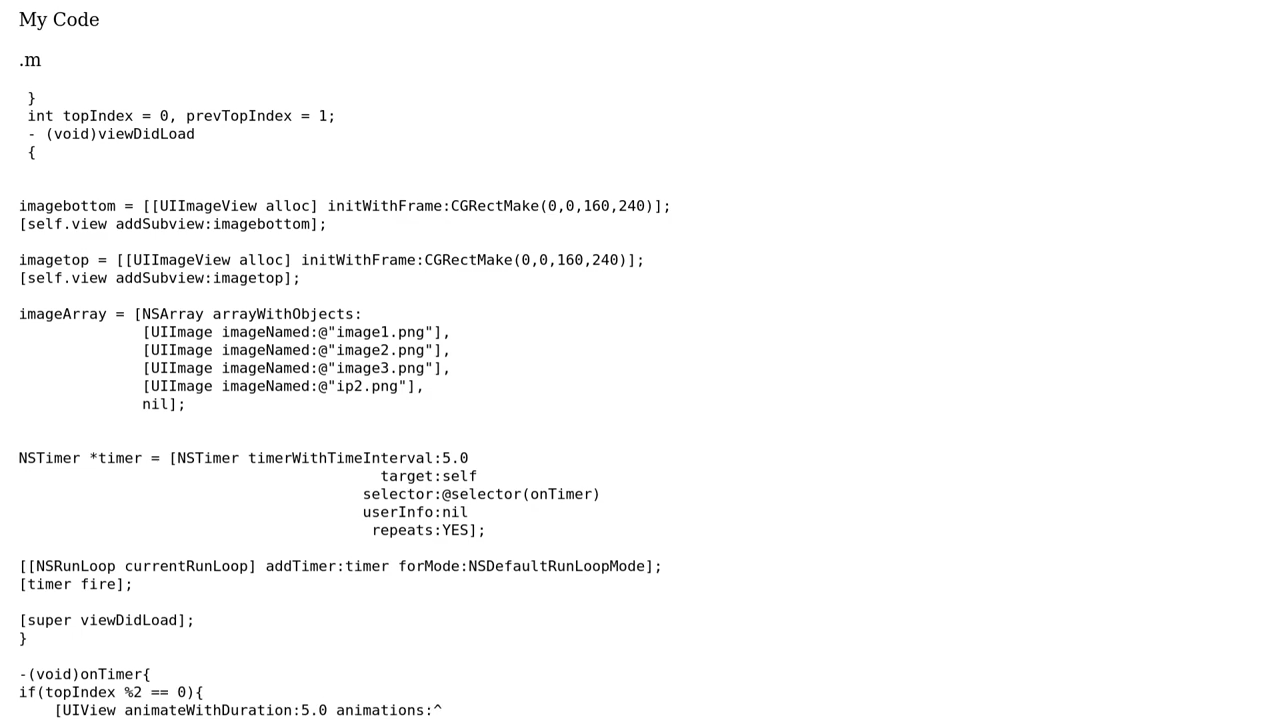 My Code
.m
}
int topIndex = 0, prevTopIndex = 1;
- (void)viewDidLoad
{
imagebottom = [[UIImageView alloc] initWithFrame:CGRectMake(0,0,160,240)];
[self.view addSubview:imagebottom];
imagetop = [[UIImageView alloc] initWithFrame:CGRectMake(0,0,160,240)];
[self.view addSubview:imagetop];
imageArray = [NSArray arrayWithObjects:
[UIImage imageNamed:@"image1.png"],
[UIImage imageNamed:@"image2.png"],
[UIImage imageNamed:@"image3.png"],
[UIImage imageNamed:@"ip2.png"],
nil];
NSTimer *timer = [NSTimer timerWithTimeInterval:5.0
target:self
selector:@selector(onTimer)
userInfo:nil
repeats:YES];
[[NSRunLoop currentRunLoop] addTimer:timer forMode:NSDefaultRunLoopMode];
[timer fire];
[super viewDidLoad];
}
-(void)onTimer{
if(topIndex %2 == 0){
[UIView animateWithDuration:5.0 animations:^